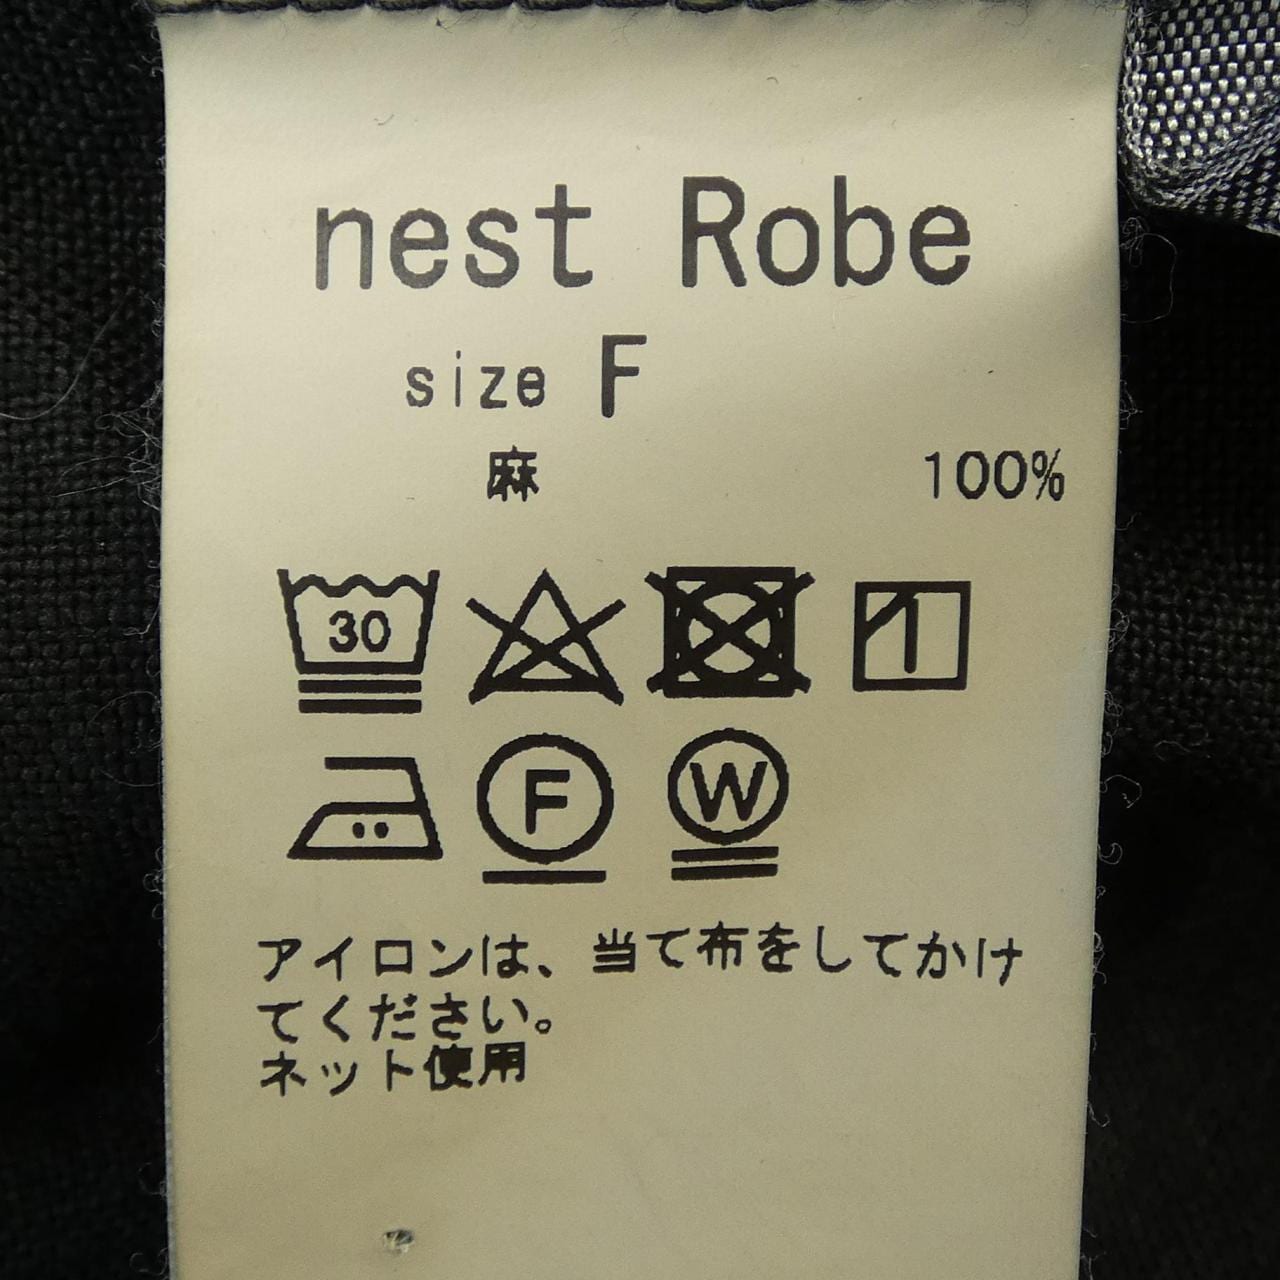 nest Robe
size F
麻 100%
30
F W
アイロンは、当て布をしてかけ
てください。
ネット使用